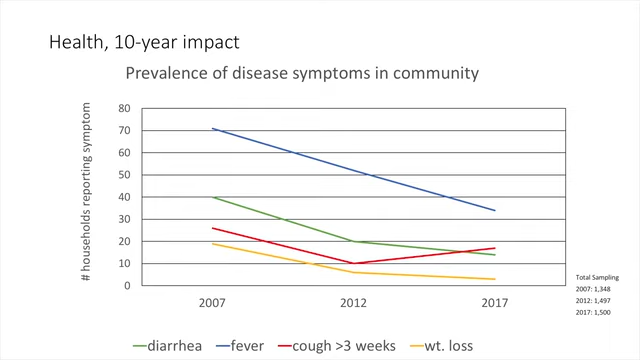 Health, 10-year impact
Prevalence of disease symptoms in community
# households reporting symptom
80
70
60
50
40
30
20
10
0
2007 2012 2017
Total Sampling
2007: 1,348
2012: 1,497
2017: 1,500
diarrhea fever cough >3 weeks wt. loss